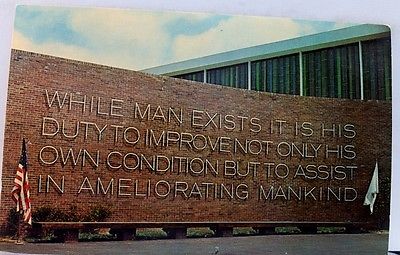 WHILE MAN EXISTS IT IS HIS
DUTY TO IMPROVE NOT ONLY HIS
OWN CONDITION BUT TO ASSIST
IN AMELIORATING MANKIND